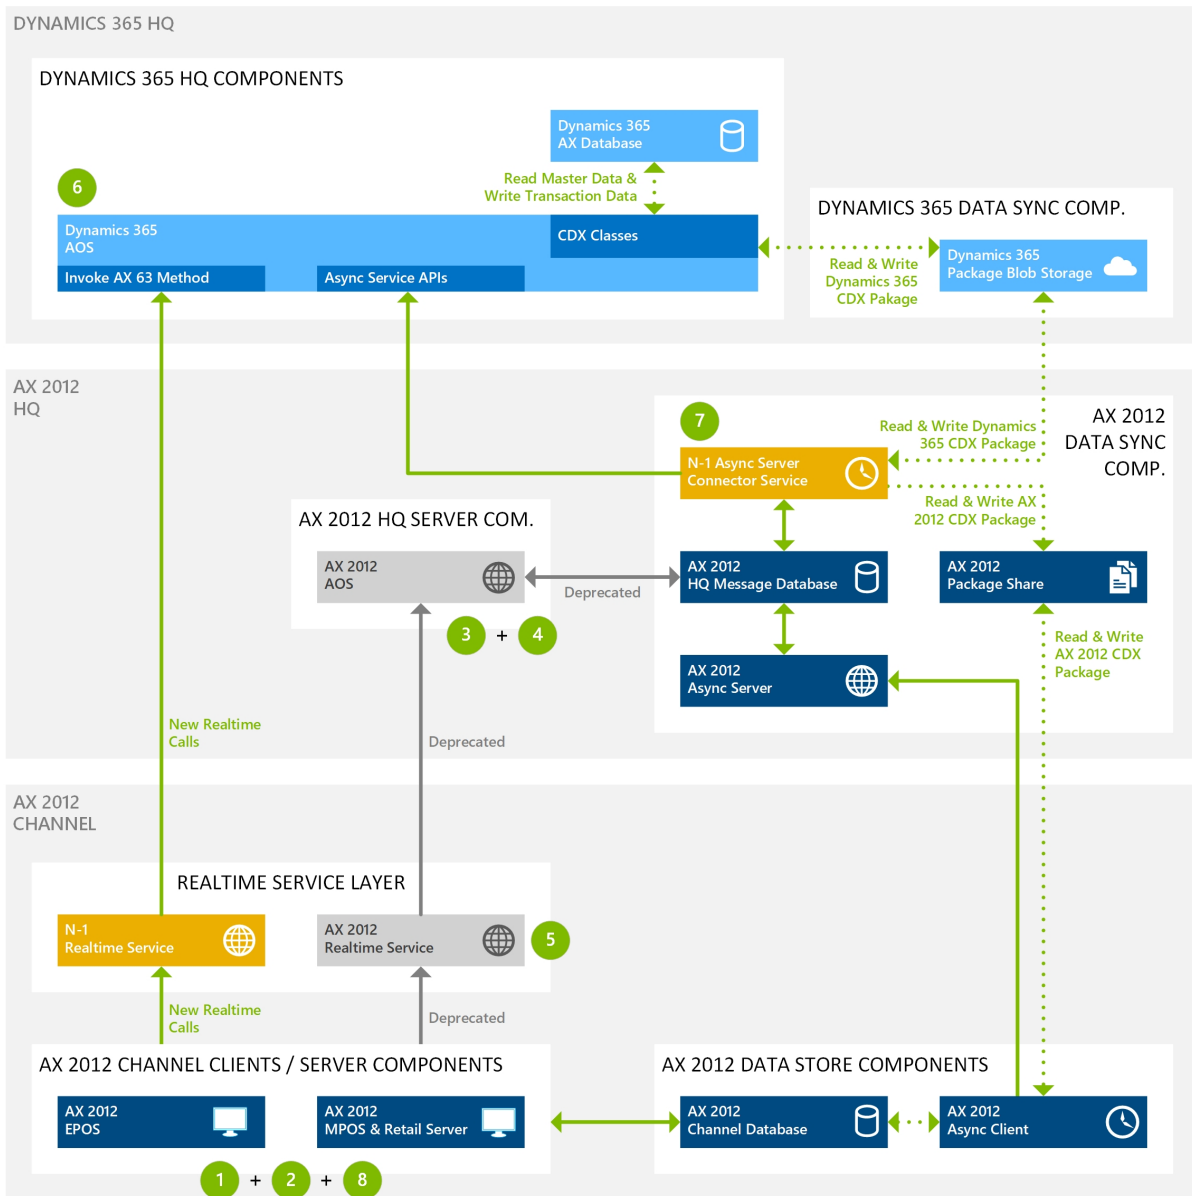 DYNAMICS 365 HQ
DYNAMICS 365 HQ COMPONENTS
Dynamics 365
AX Database
Read Master Data &
Write Transaction Data
6
Dynamics 365
AOS
CDX Classes
Invoke AX 63 Method
Async Service APIs
DYNAMICS 365 DATA SYNC COMP.
Dynamics 365
Package Blob Storage
Read & Write
Dynamics 365
CDX Pakage
AX 2012
HQ
7
AX 2012
DATA SYNC
COMP.
Read & Write Dynamics
365 CDX Package
N-1 Async Server
Connector Service
Read & Write AX
2012 CDX Package
AX 2012 HQ SERVER COM.
AX 2012
AOS
Deprecated
AX 2012
HQ Message Database
AX 2012
Package Share
3 + 4
Read & Write
AX 2012 CDX
Package
AX 2012
Async Server
New Realtime
Calls
Deprecated
AX 2012
CHANNEL
REALTIME SERVICE LAYER
N-1
Realtime Service
AX 2012
Realtime Service
5
New Realtime
Calls
Deprecated
AX 2012 CHANNEL CLIENTS / SERVER COMPONENTS
AX 2012
EPOS
AX 2012
MPOS & Retail Server
1 + 2 + 8
AX 2012 DATA STORE COMPONENTS
AX 2012
Channel Database
AX 2012
Async Client